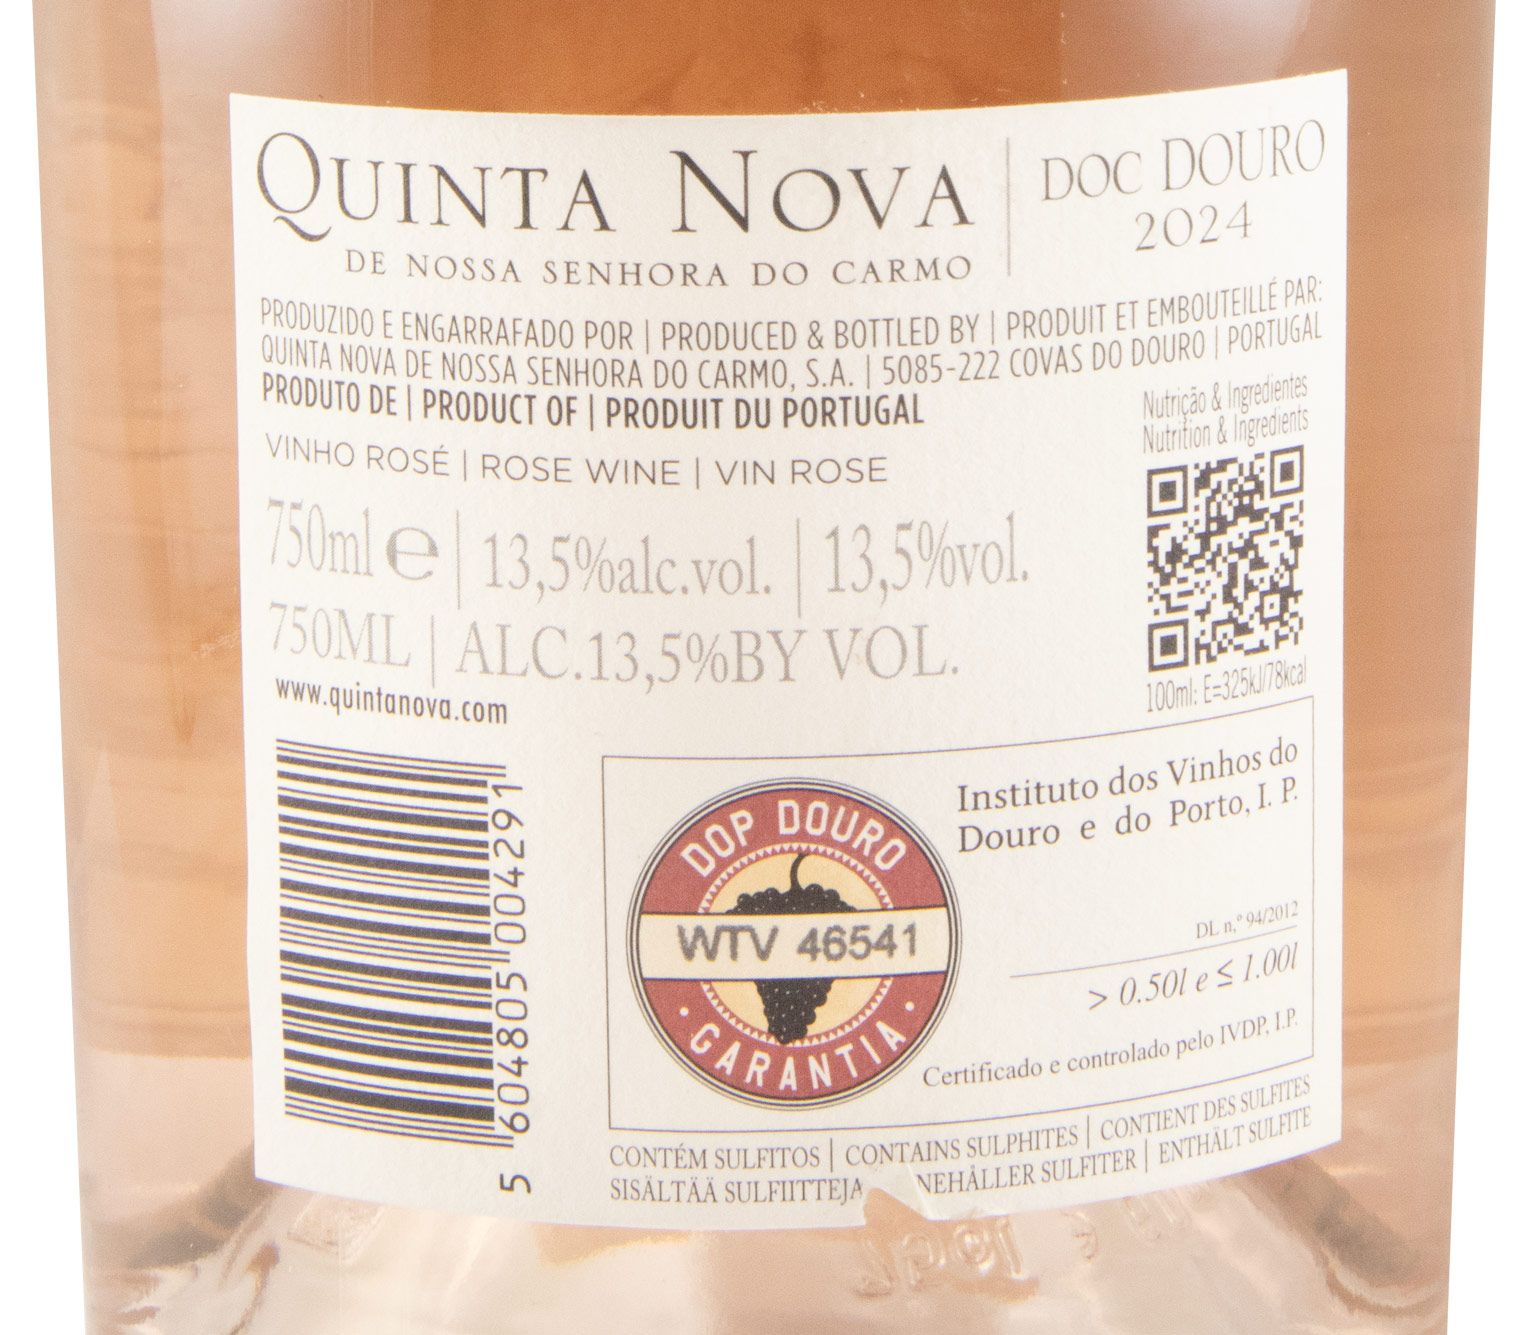 QUINTA NOVA
DE NOSSA SENHORA DO CARMO
DOC DOURO
2024
PRODUZIDO E ENGARRAFADO POR | PRODUCED & BOTTLED BY | PRODUIT ET EMBOUTEILLÉ PAR:
QUINTA NOVA DE NOSSA SENHORA DO CARMO, S.A. | 5085-222 COVAS DO DOURO | PORTUGAL
PRODUTO DE | PRODUCT OF | PRODUIT DU PORTUGAL
VINHO ROSÉ | ROSE WINE | VIN ROSE
750ml e | 13,5%alc.vol. | 13,5%vol.
750ML | ALC.13,5%BY VOL.
www.quintanova.com
Nutrição & Ingredientes
Nutrition & Ingredients
100ml: E=325kJ/78kcal
5 604805 004291
DOP DOURO
WTV 46541
· GARANTIA ·
Instituto dos Vinhos do
Douro e do Porto, I. P.
DL n.º 94/2012
> 0.50l e ≤ 1.00l
Certificado e controlado pelo IVDP, I.P.
CONTÉM SULFITOS | CONTAINS SULPHITES | CONTIENT DES SULFITES
SISÄLTÄÄ SULFIITTEJA NEHÅLLER SULFITER | ENTHÄLT SULFITE